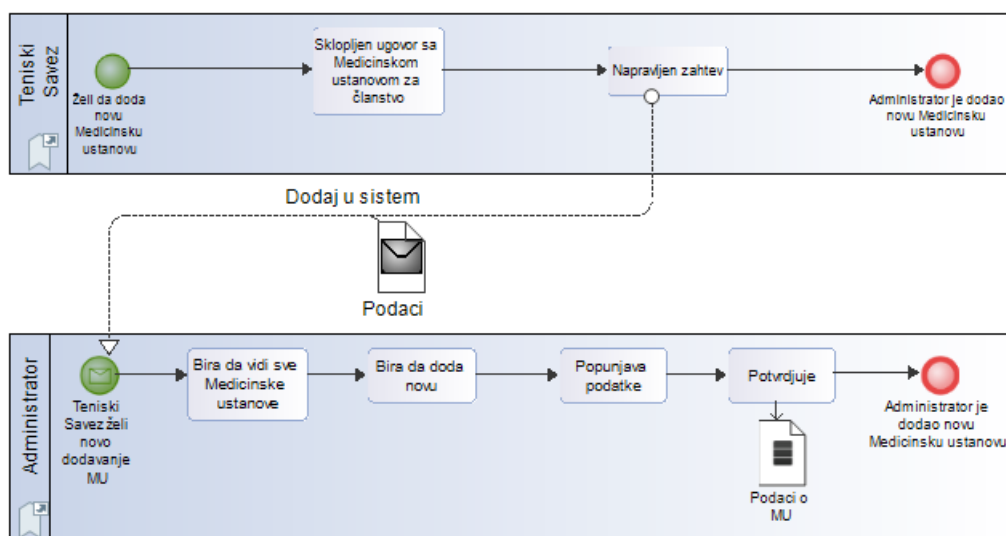 Teniski
Savez
Želi da doda
novu
Medicinsku
ustanovu
Sklopljen ugovor sa
Medicinskom
ustanovom za
članstvo
Napravljen zahtev
Administrator je dodao
novu Medicinsku
ustanovu
Dodaj u sistem
Podaci
Administrator
Teniski
Savez želi
novo
dodavanje
MU
Bira da vidi sve
Medicinske
ustanove
Bira da doda
novu
Popunjava
podatke
Potvrdjuje
Podaci o
MU
Administrator je
dodao novu
Medicinsku ustanovu